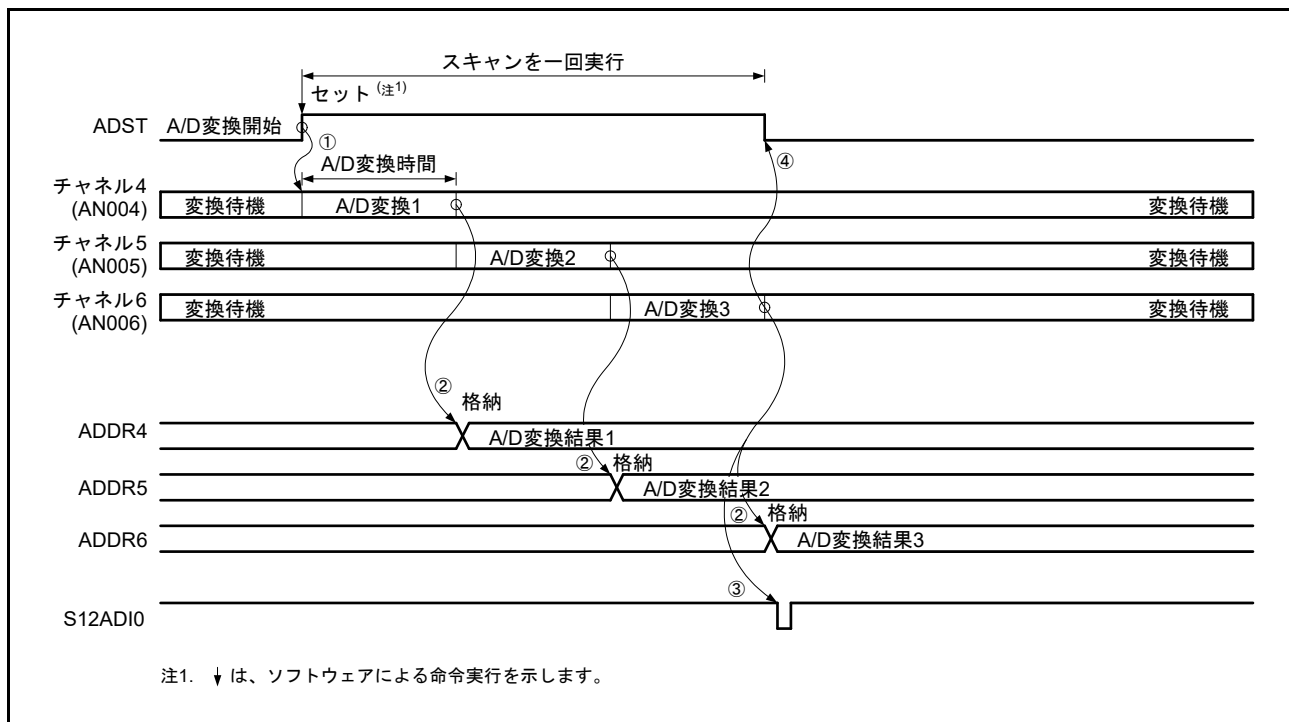 スキャンを一回実行
セット (注1)
ADST A/D変換開始
①
④
A/D変換時間
チャネル4
(AN004)
変換待機 A/D変換1 変換待機
チャネル5
(AN005)
変換待機 A/D変換2 変換待機
チャネル6
(AN006)
変換待機 A/D変換3 変換待機
② 格納
ADDR4 A/D変換結果1
② 格納
ADDR5 A/D変換結果2
② 格納
ADDR6 A/D変換結果3
③
S12ADI0
注1. ↓ は、ソフトウェアによる命令実行を示します。